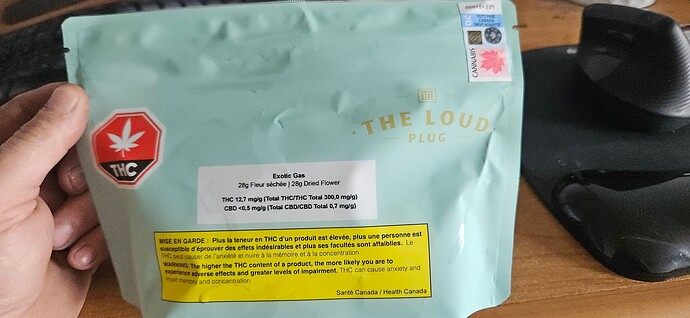 DUTY PAID
CANADA
DROIT ACQUITTÉ
CANNABIS
THE LOUD
PLUG
THC
Exotic Gas
28g Fleur séchée | 28g Dried Flower
THC 12,7 mg/g (Total THC/THC Total 300,0 mg/g)
CBD <0,5 mg/g (Total CBD/CBD Total 0,7 mg/g)
MISE EN GARDE : Plus la teneur en THC d'un produit est élevée, plus une personne est
susceptible d'éprouver des effets indésirables et plus ses facultés sont affaiblies. Le
THC peut causer de l'anxiété et nuire à la mémoire et à la concentration.
WARNING: The higher the THC content of a product, the more likely you are to
experience adverse effects and greater levels of impairment. THC can cause anxiety and
impair memory and concentration.
Santé Canada / Health Canada